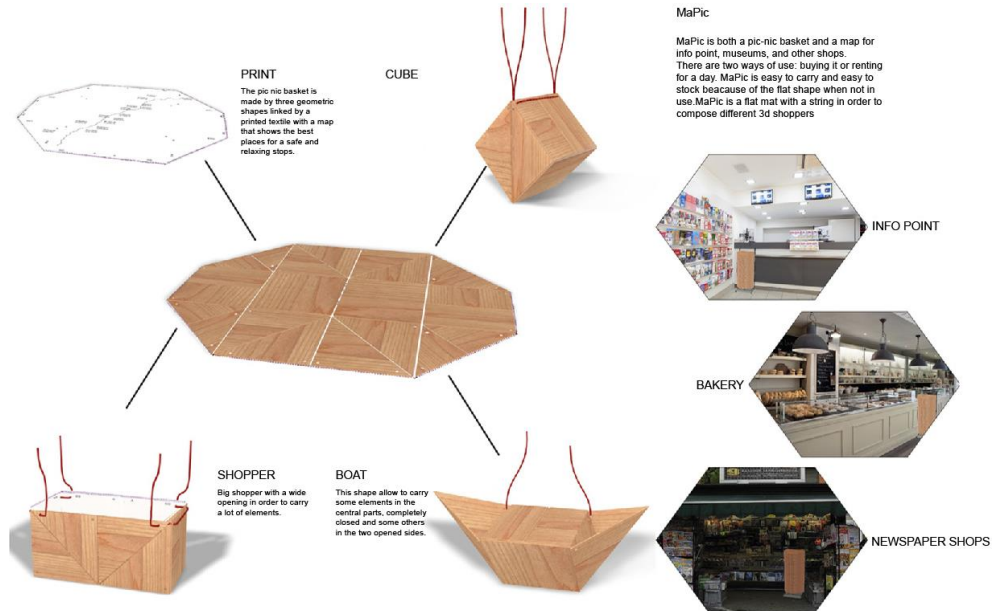 MaPic
MaPic is both a pic-nic basket and a map for
info point, museums, and other shops.
There are two ways of use: buying it or renting
for a day. MaPic is easy to carry and easy to
stock beacause of the flat shape when not in
use.MaPic is a flat mat with a string in order to
compose different 3d shoppers
PRINT
The pic nic basket is
made by three geometric
shapes linked by a
printed textile with a map
that shows the best
places for a safe and
relaxing stops.
CUBE
INFO POINT
BAKERY
SHOPPER
Big shopper with a wide
opening in order to carry
a lot of elements.
BOAT
This shape allow to carry
some elements in the
central parts, completely
closed and some others
in the two opened sides.
NEWSPAPER SHOPS